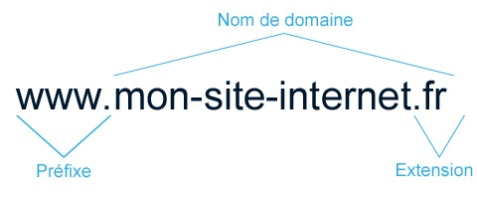 Nom de domaine
www.mon-site-internet.fr
Préfixe
Extension